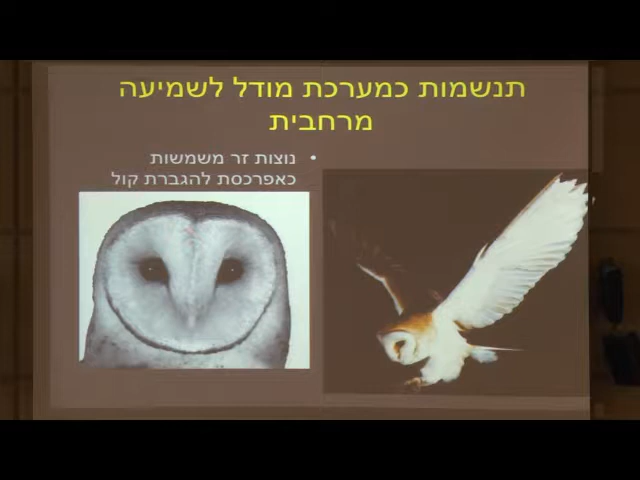 תנשמות כמערכת מודל לשמיעה
מרחבית
• נוצות זר משמשות
כאפרכסת להגברת קול